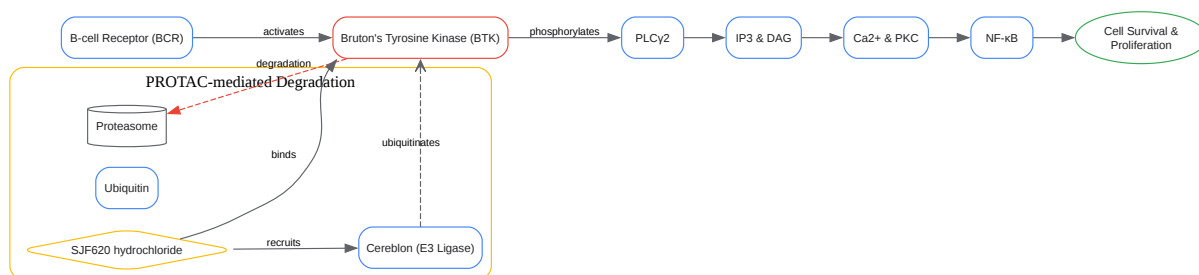 B-cell Receptor (BCR)
activates
Bruton's Tyrosine Kinase (BTK)
phosphorylates
PLCγ2
IP3 & DAG
Ca2+ & PKC
NF-κB
Cell Survival &
Proliferation
degradation
PROTAC-mediated Degradation
Proteasome
binds
ubiquitinates
Ubiquitin
SJF620 hydrochloride
recruits
Cereblon (E3 Ligase)